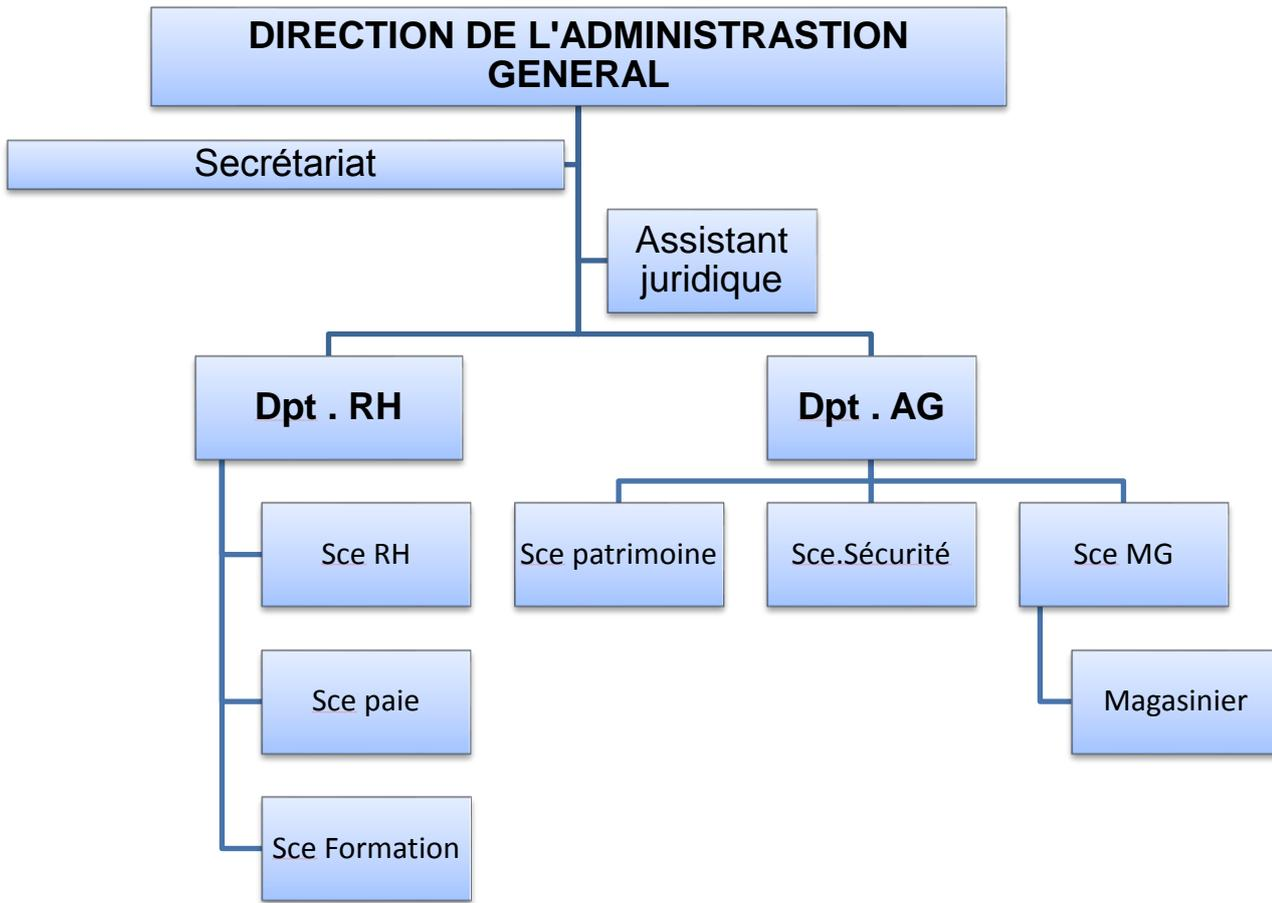 DIRECTION DE L'ADMINISTRASTION
GENERAL
Secrétariat
Assistant
juridique
Dpt . RH
Dpt . AG
Sce RH
Sce patrimoine
Sce.Sécurité
Sce MG
Sce paie
Magasinier
Sce Formation